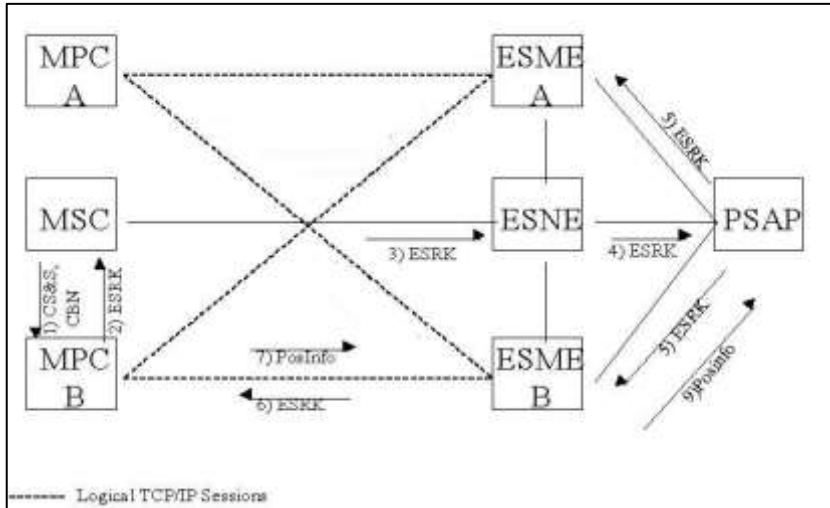 MPC
A
ESME
A
5) ESRK
MSC
ESNE
PSAP
3) ESRK
4) ESRK
1) CS&S,
CBN
2) ESRK
MPC
B
7) PosInfo
6) ESRK
ESME
B
5) ESRK
9)Posinfo
Logical TCP/IP Sessions